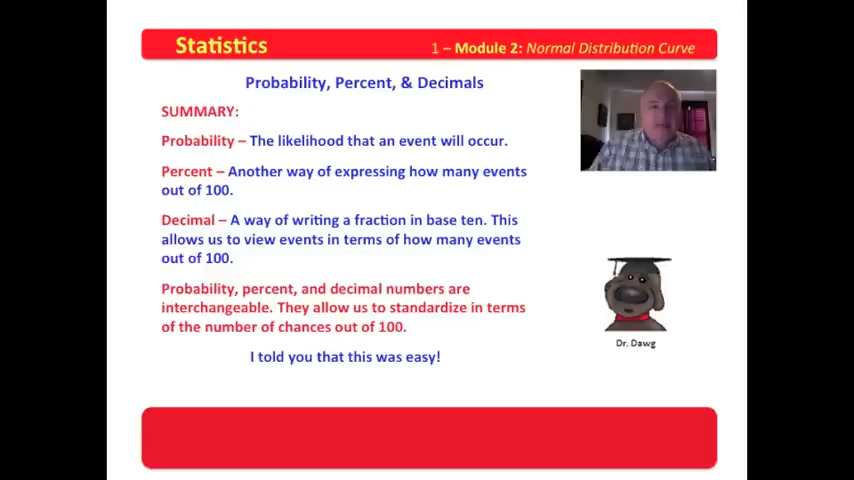 Statistics
1 – Module 2: Normal Distribution Curve
Probability, Percent, & Decimals
SUMMARY:
Probability – The likelihood that an event will occur.
Percent – Another way of expressing how many events
out of 100.
Decimal – A way of writing a fraction in base ten. This
allows us to view events in terms of how many events
out of 100.
Probability, percent, and decimal numbers are
interchangeable. They allow us to standardize in terms
of the number of chances out of 100.
I told you that this was easy!
Dr. Dawg